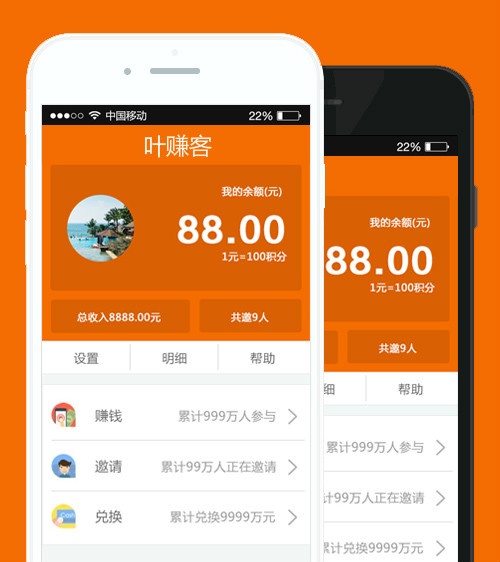 中国移动 22%
叶赚客
我的余额(元)
88.00
1元=100积分
总收入8888.00元 共邀9人
设置 明细 帮助
赚钱 累计999万人参与
邀请 累计99万人正在邀请
兑换 累计兑换9999万元
22%
我的余额(元)
88.00
1元=100积分
共邀9人
细 帮助
累计999万人参与
计99万人正在邀请
累计兑换9999万元